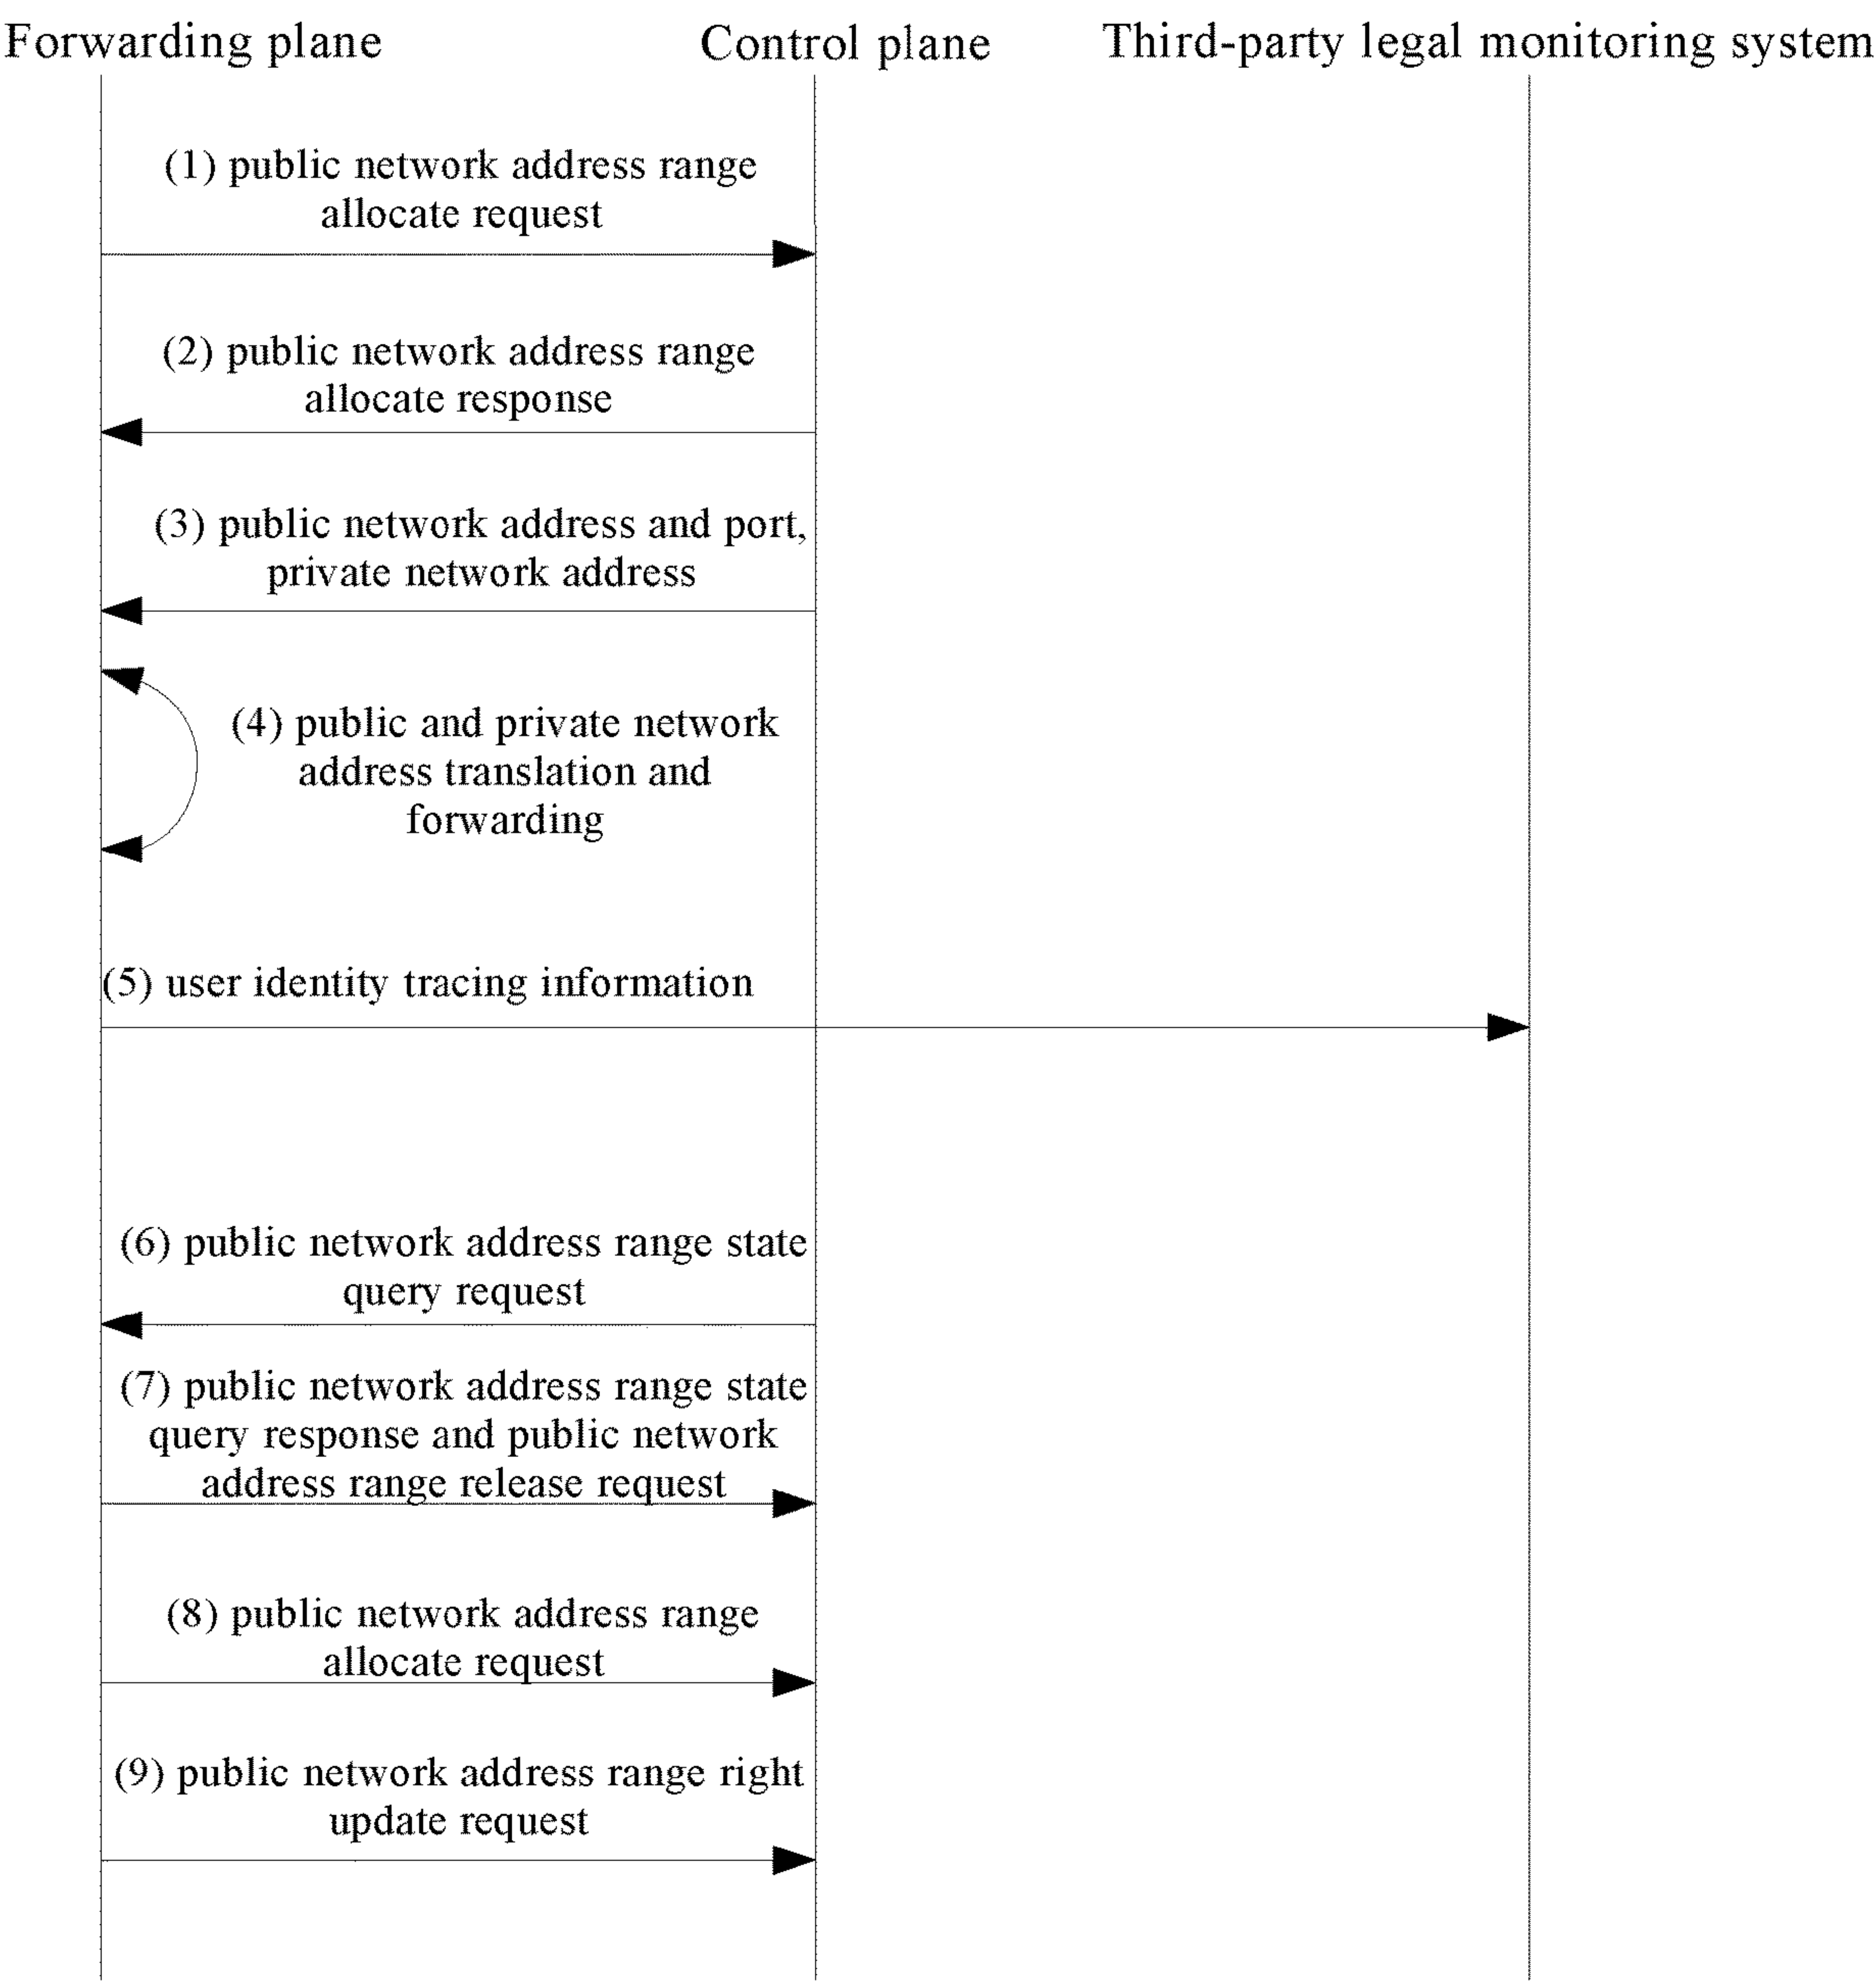 Forwarding plane
Control plane
Third-party legal monitoring system
(1) public network address range
allocate request
(2) public network address range
allocate response
(3) public network address and port,
private network address
(4) public and private network
address translation and
forwarding
(5) user identity tracing information
(6) public network address range state
query request
(7) public network address range state
query response and public network
address range release request
(8) public network address range
allocate request
(9) public network address range right
update request